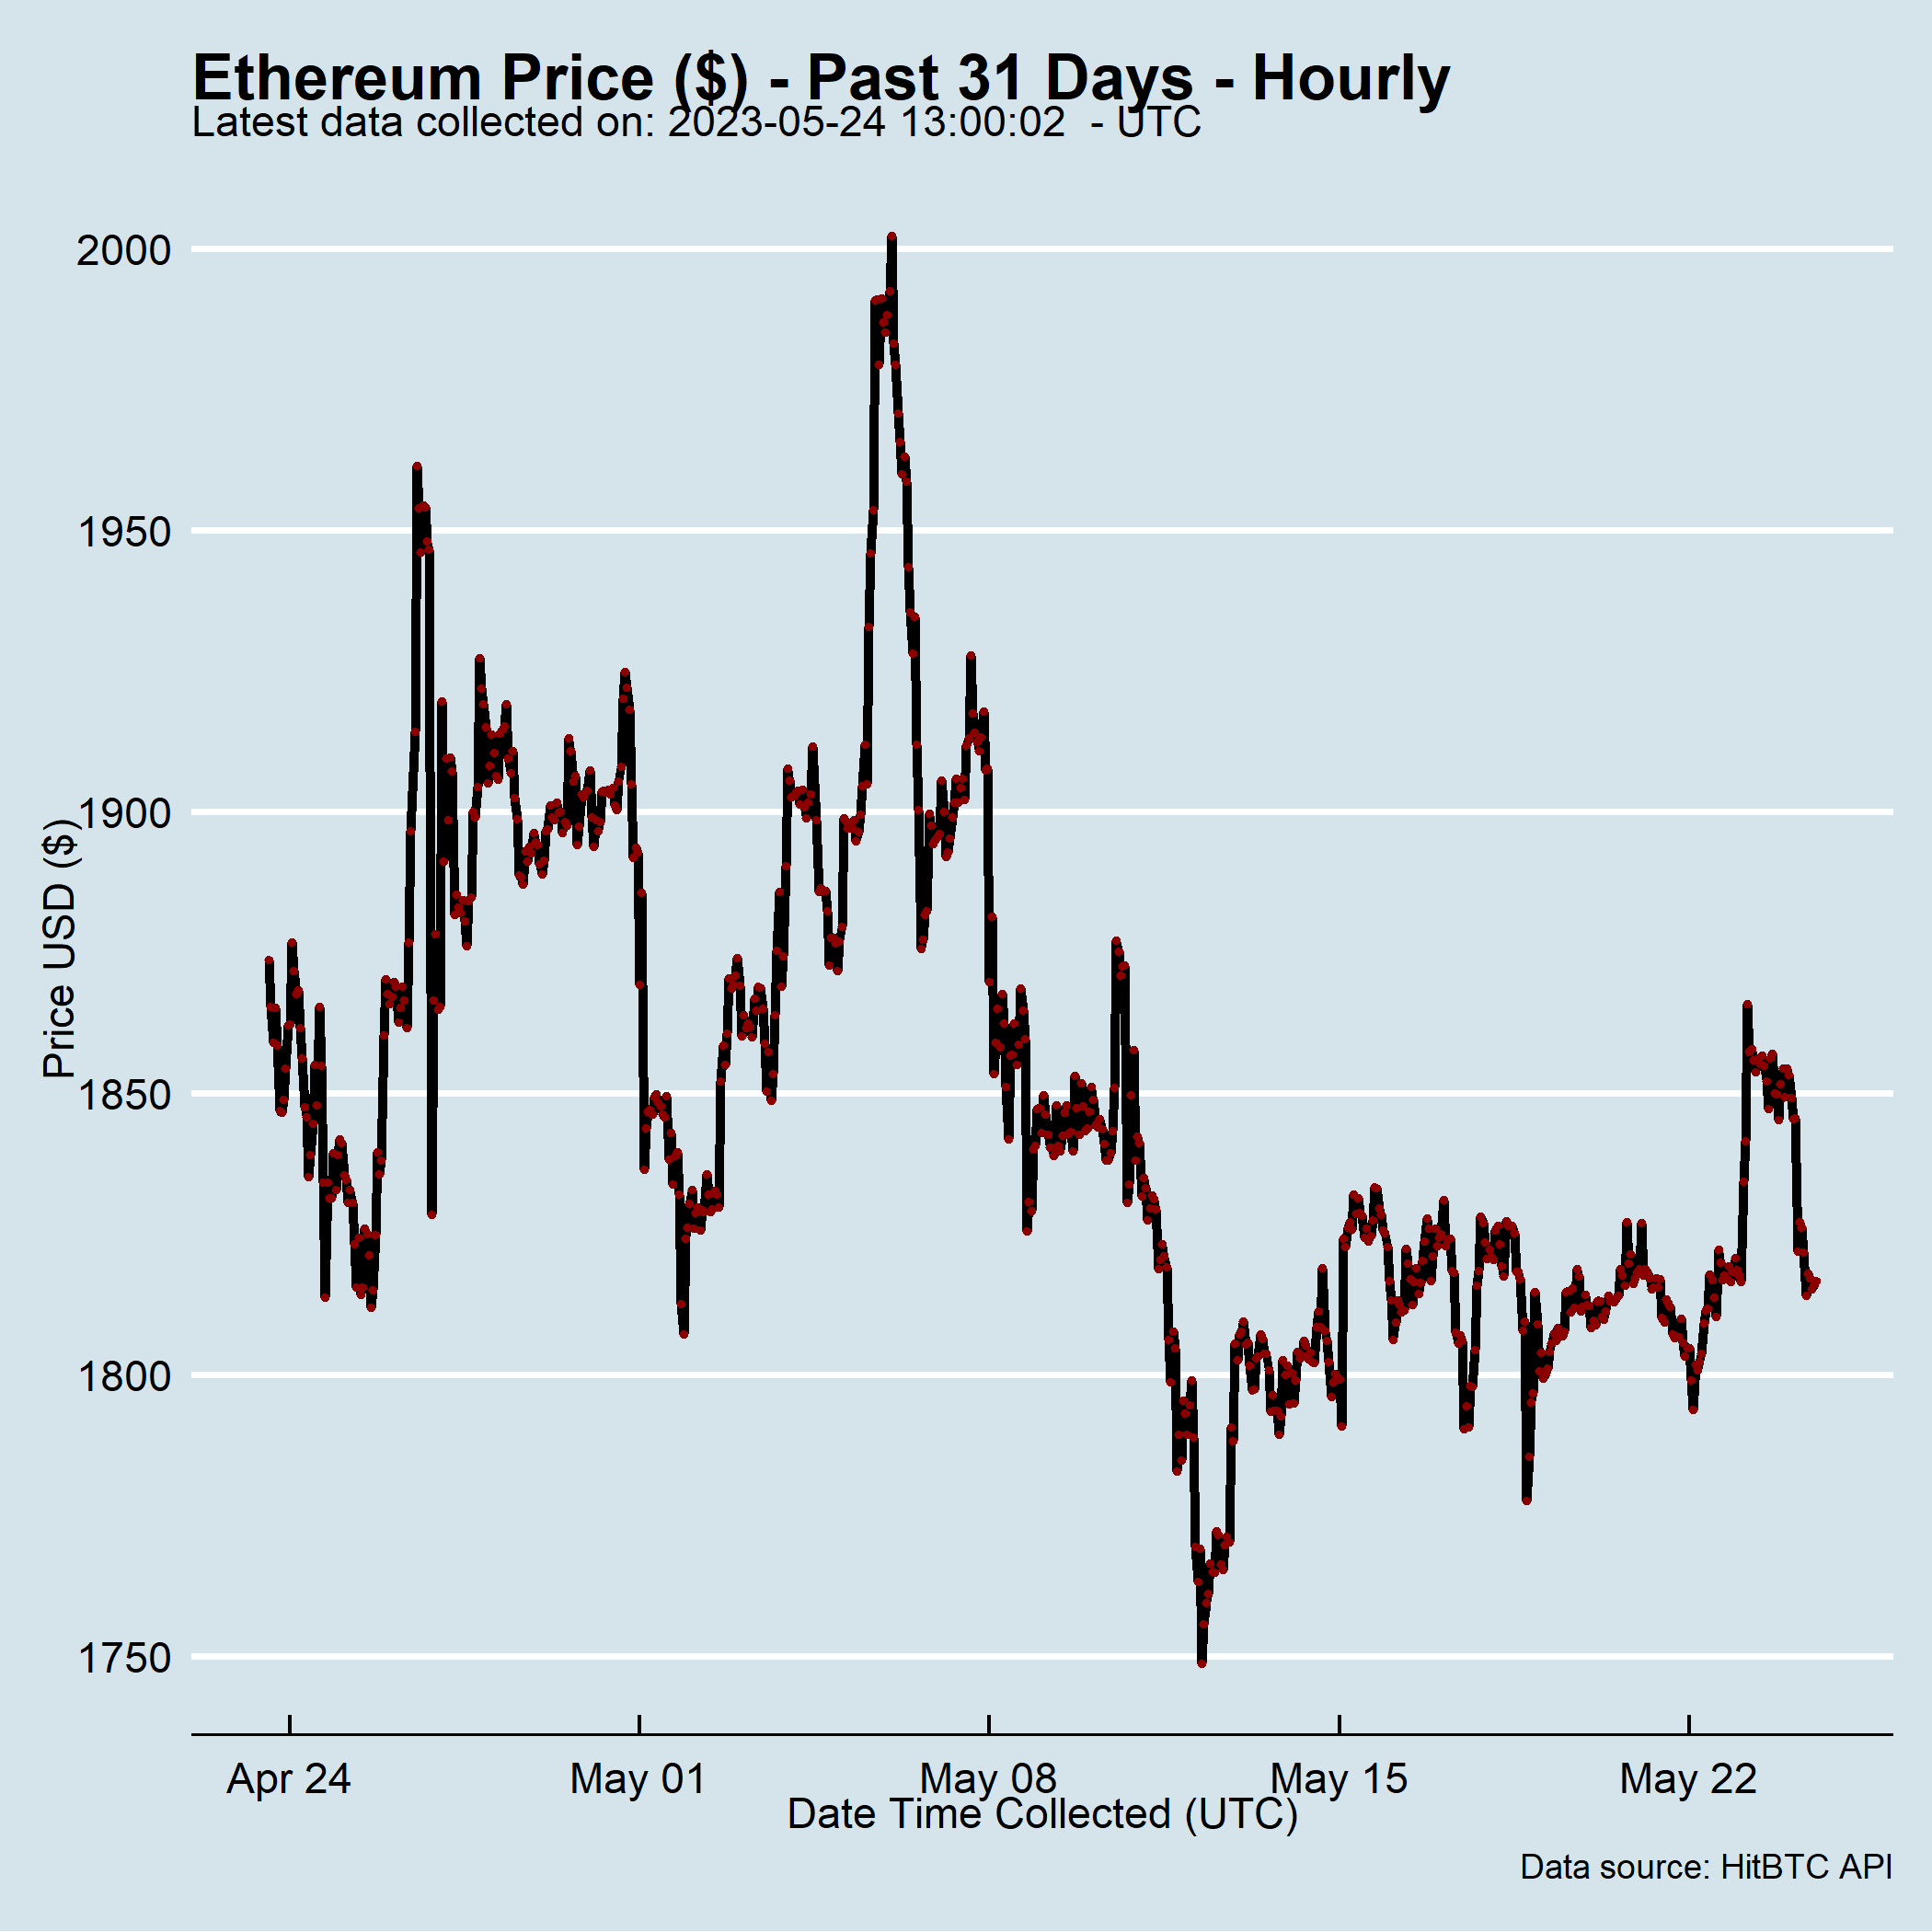 Ethereum Price ($) - Past 31 Days - Hourly
Latest data collected on: 2023-05-24 13:00:02  - UTC
2000
1950
1900
1850
1800
1750
Price USD ($)
Apr 24
May 01
May 08
May 15
May 22
Date Time Collected (UTC)
Data source: HitBTC API